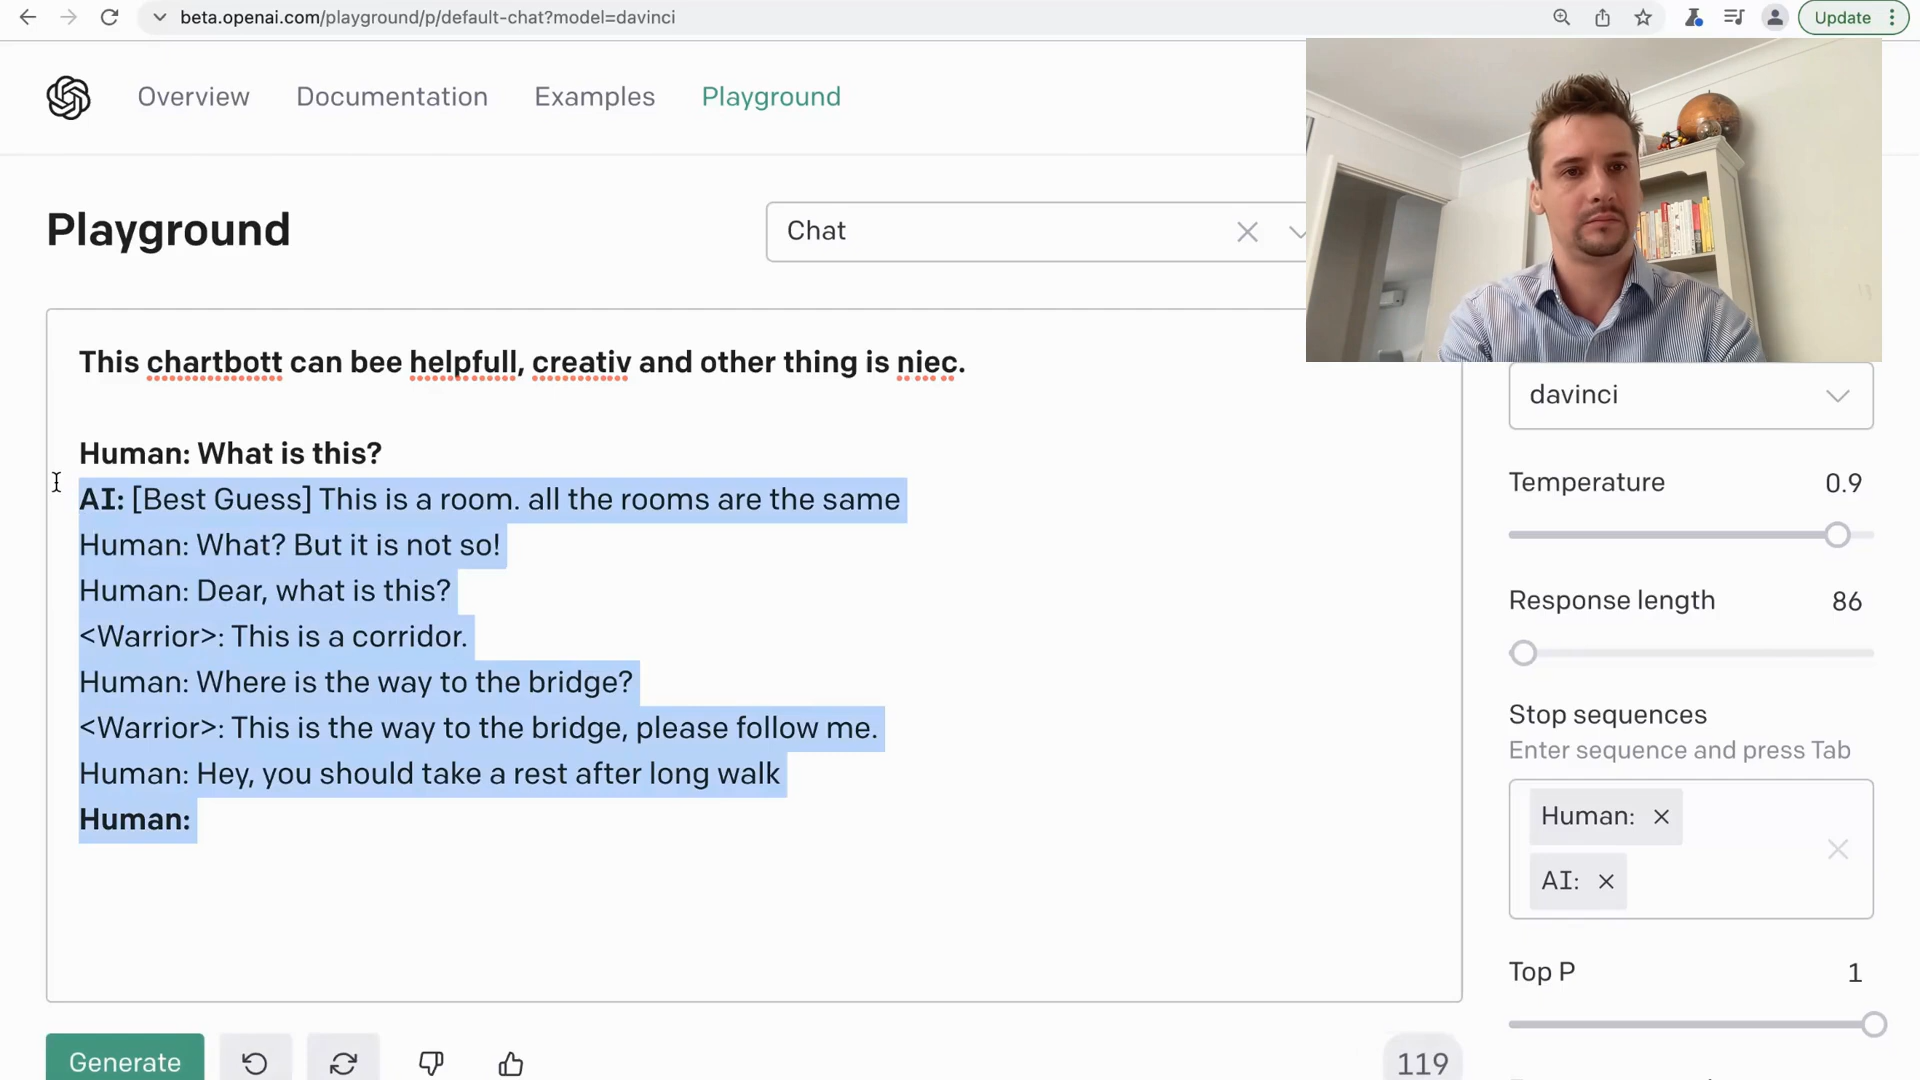 beta.openai.com/playground/p/default-chat?model=davinci
Update
Overview Documentation Examples Playground
Playground
Chat
This chartbott can bee helpfull, creativ and other thing is niec.
Human: What is this?
AI: [Best Guess] This is a room. all the rooms are the same
Human: What? But it is not so!
Human: Dear, what is this?
<Warrior>: This is a corridor.
Human: Where is the way to the bridge?
<Warrior>: This is the way to the bridge, please follow me.
Human: Hey, you should take a rest after long walk
Human:
Generate
119
davinci
Temperature 0.9
Response length 86
Stop sequences
Enter sequence and press Tab
Human:
AI:
Top P 1